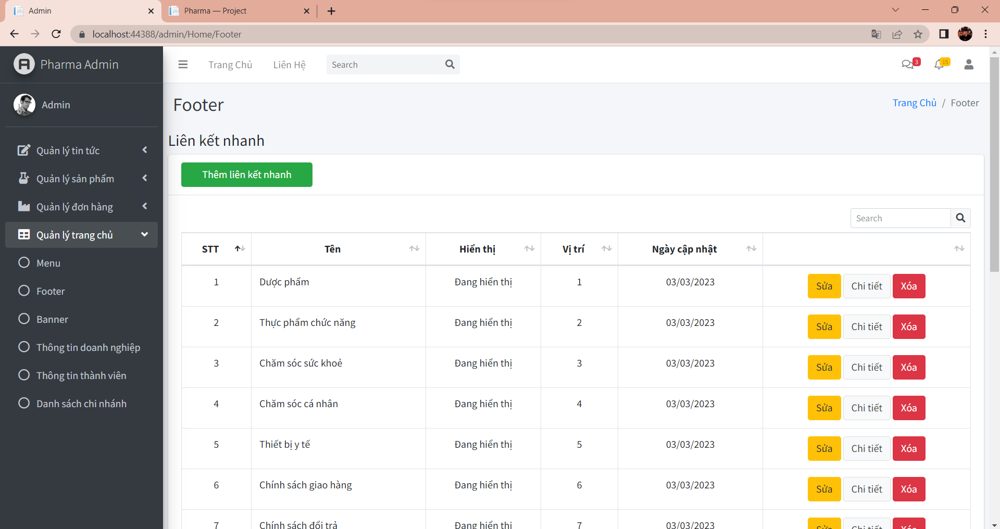 Admin
Pharma — Project
localhost:44388/admin/Home/Footer
Pharma Admin
Trang Chủ
Liên Hệ
Search
3
15
Admin
Quản lý tin tức
Quản lý sản phẩm
Quản lý đơn hàng
Quản lý trang chủ
Menu
Footer
Banner
Thông tin doanh nghiệp
Thông tin thành viên
Danh sách chi nhánh
Footer
Trang Chủ / Footer
Liên kết nhanh
Thêm liên kết nhanh
Search
STT Tên Hiển thị Vị trí Ngày cập nhật
1 Dược phẩm Đang hiển thị 1 03/03/2023 Sửa Chi tiết Xóa
2 Thực phẩm chức năng Đang hiển thị 2 03/03/2023 Sửa Chi tiết Xóa
3 Chăm sóc sức khoẻ Đang hiển thị 3 03/03/2023 Sửa Chi tiết Xóa
4 Chăm sóc cá nhân Đang hiển thị 4 03/03/2023 Sửa Chi tiết Xóa
5 Thiết bị y tế Đang hiển thị 5 03/03/2023 Sửa Chi tiết Xóa
6 Chính sách giao hàng Đang hiển thị 6 03/03/2023 Sửa Chi tiết Xóa
7 Chính sách đổi trả Đang hiển thị 7 03/03/2023 Sửa Chi tiết Xóa